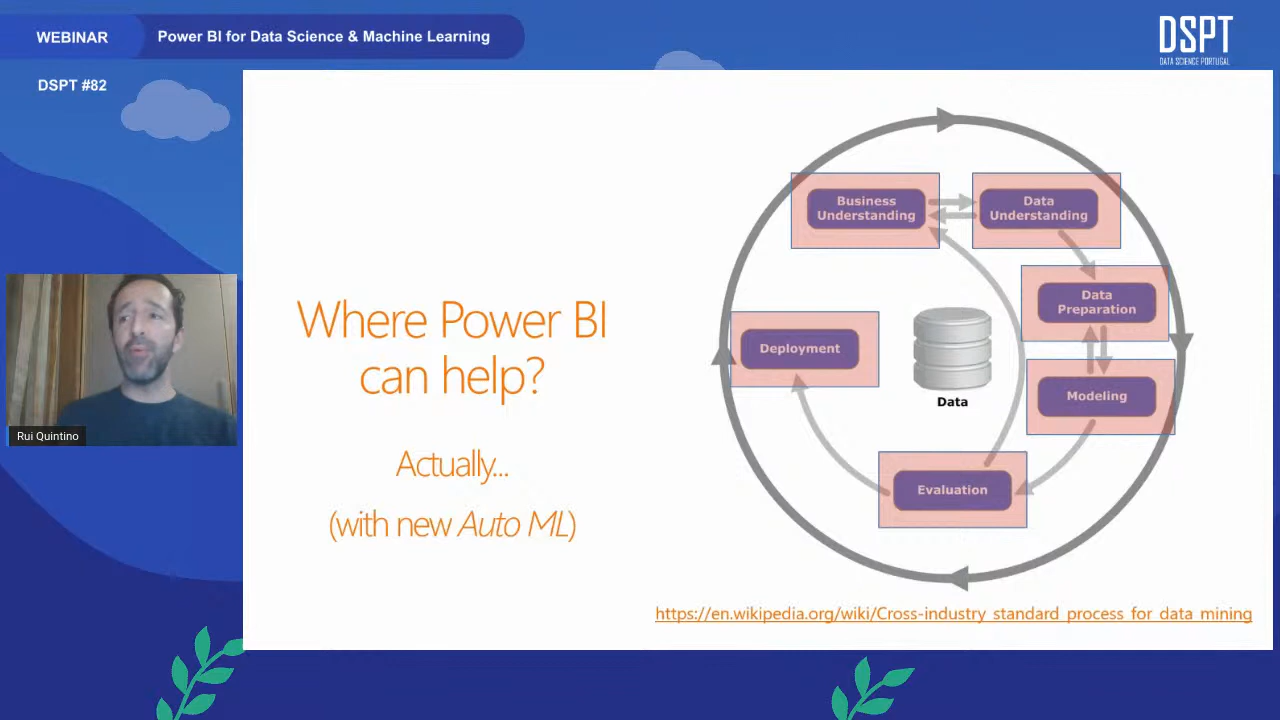 WEBINAR
Power BI for Data Science & Machine Learning
DSPT
DATA SCIENCE PORTUGAL
DSPT #82
Business
Understanding
Data
Understanding
Data
Preparation
Where Power BI
can help?
Deployment
Modeling
Data
Rui Quintino
Actually...
(with new Auto ML)
Evaluation
https://en.wikipedia.org/wiki/Cross-industry_standard_process_for_data_mining